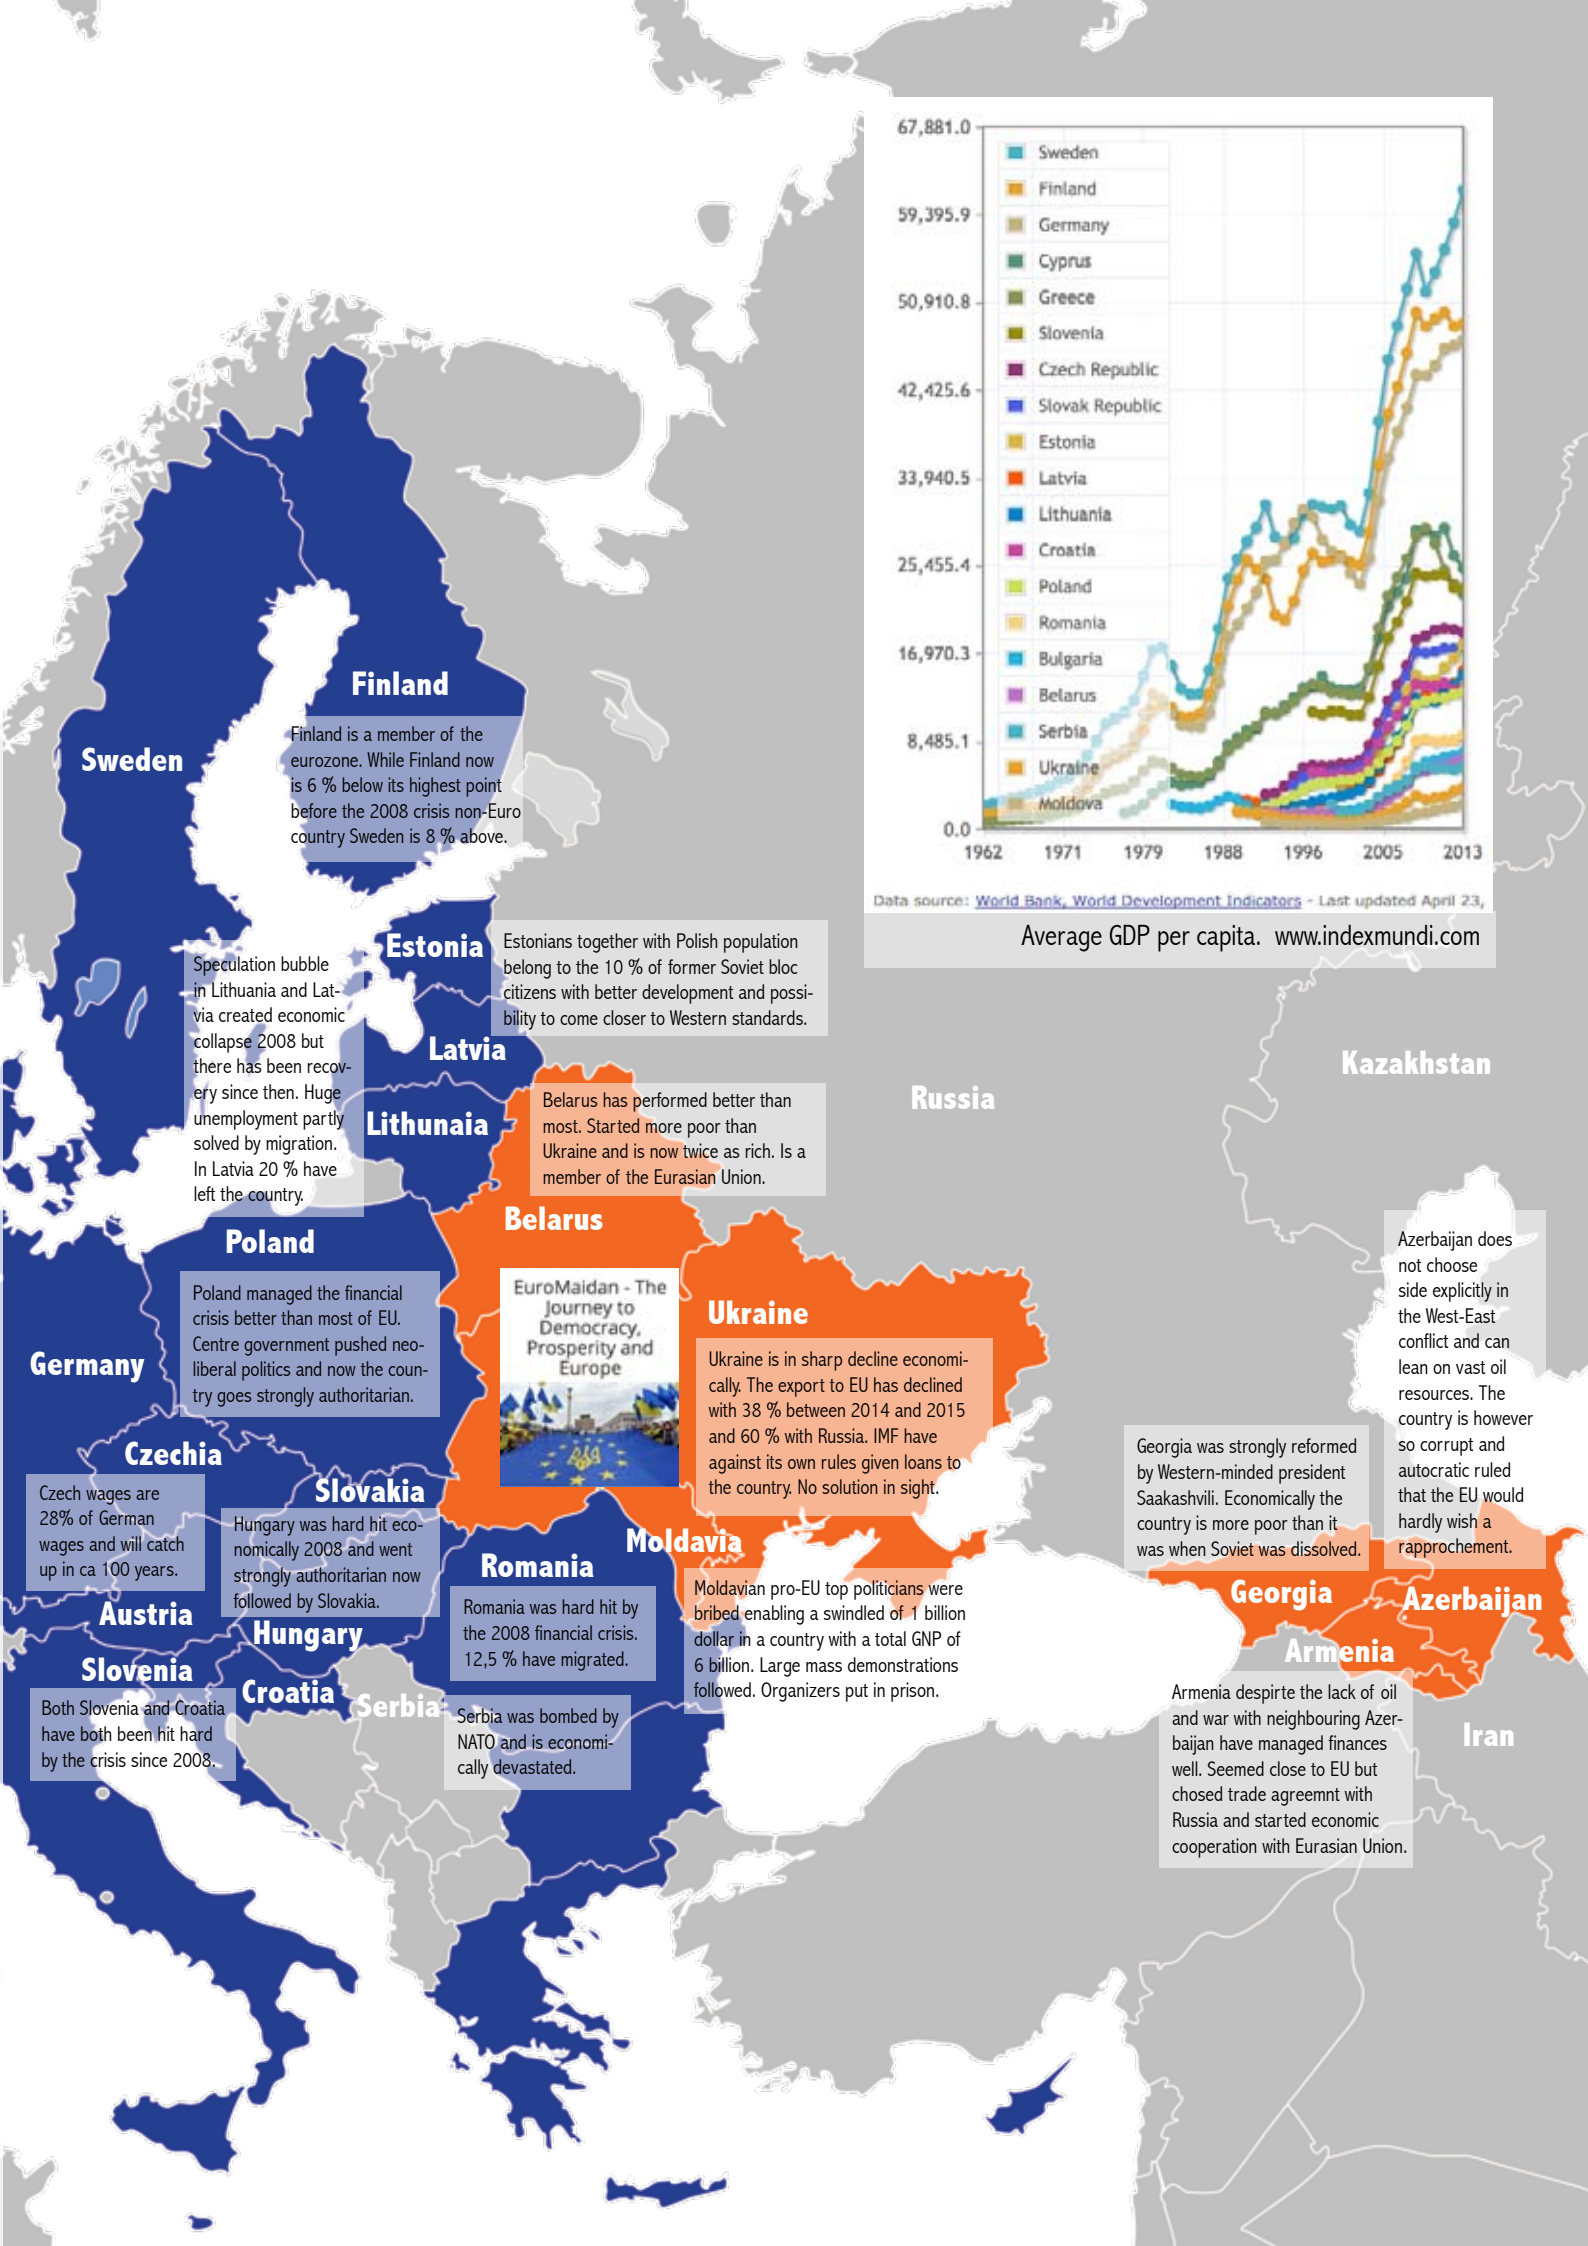 67,881.0
59,395.9
50,910.8
42,425.6
33,940.5
25,455.4
16,970.3
8,485.1
0.0
Sweden
Finland
Germany
Cyprus
Greece
Slovenia
Czech Republic
Slovak Republic
Estonia
Latvia
Lithuania
Croatia
Poland
Romania
Bulgaria
Belarus
Serbia
Ukraine
Moldova
1962 1971 1979 1988 1996 2005 2013
Data source: World Bank, World Development Indicators - Last updated April 23,
Average GDP per capita. www.indexmundi.com
Finland
Finland is a member of the
eurozone. While Finland now
is 6 % below its highest point
before the 2008 crisis non-Euro
country Sweden is 8 % above.
Sweden
Estonia
Estonians together with Polish population
belong to the 10 % of former Soviet bloc
citizens with better development and possi-
bility to come closer to Western standards.
Speculation bubble
in Lithuania and Lat-
via created economic
collapse 2008 but
there has been recov-
ery since then. Huge
unemployment partly
solved by migration.
In Latvia 20 % have
left the country.
Latvia
Lithunaia
Belarus has performed better than
most. Started more poor than
Ukraine and is now twice as rich. Is a
member of the Eurasian Union.
Belarus
Russia
Kazakhstan
Poland
Poland managed the financial
crisis better than most of EU.
Centre government pushed neo-
liberal politics and now the coun-
try goes strongly authoritarian.
Germany
EuroMaidan - The
Journey to
Democracy,
Prosperity and
Europe
Ukraine
Ukraine is in sharp decline economi-
cally. The export to EU has declined
with 38 % between 2014 and 2015
and 60 % with Russia. IMF have
against its own rules given loans to
the country. No solution in sight.
Azerbaijan does
not choose
side explicitly in
the West-East
conflict and can
lean on vast oil
resources. The
country is however
so corrupt and
autocratic ruled
that the EU would
hardly wish a
rapprochement.
Georgia was strongly reformed
by Western-minded president
Saakashvili. Economically the
country is more poor than it
was when Soviet was dissolved.
Czechia
Czech wages are
28% of German
wages and will catch
up in ca 100 years.
Slovakia
Hungary was hard hit eco-
nomically 2008 and went
strongly authoritarian now
followed by Slovakia.
Austria
Hungary
Romania
Romania was hard hit by
the 2008 financial crisis.
12,5 % have migrated.
Moldavia
Moldavian pro-EU top politicians were
bribed enabling a swindled of 1 billion
dollar in a country with a total GNP of
6 billion. Large mass demonstrations
followed. Organizers put in prison.
Georgia
Azerbaijan
Armenia
Armenia despirte the lack of oil
and war with neighbouring Azer-
baijan have managed finances
well. Seemed close to EU but
chosed trade agreemnt with
Russia and started economic
cooperation with Eurasian Union.
Iran
Slovenia
Both Slovenia and Croatia
have both been hit hard
by the crisis since 2008.
Croatia
Serbia
Serbia was bombed by
NATO and is economi-
cally devastated.